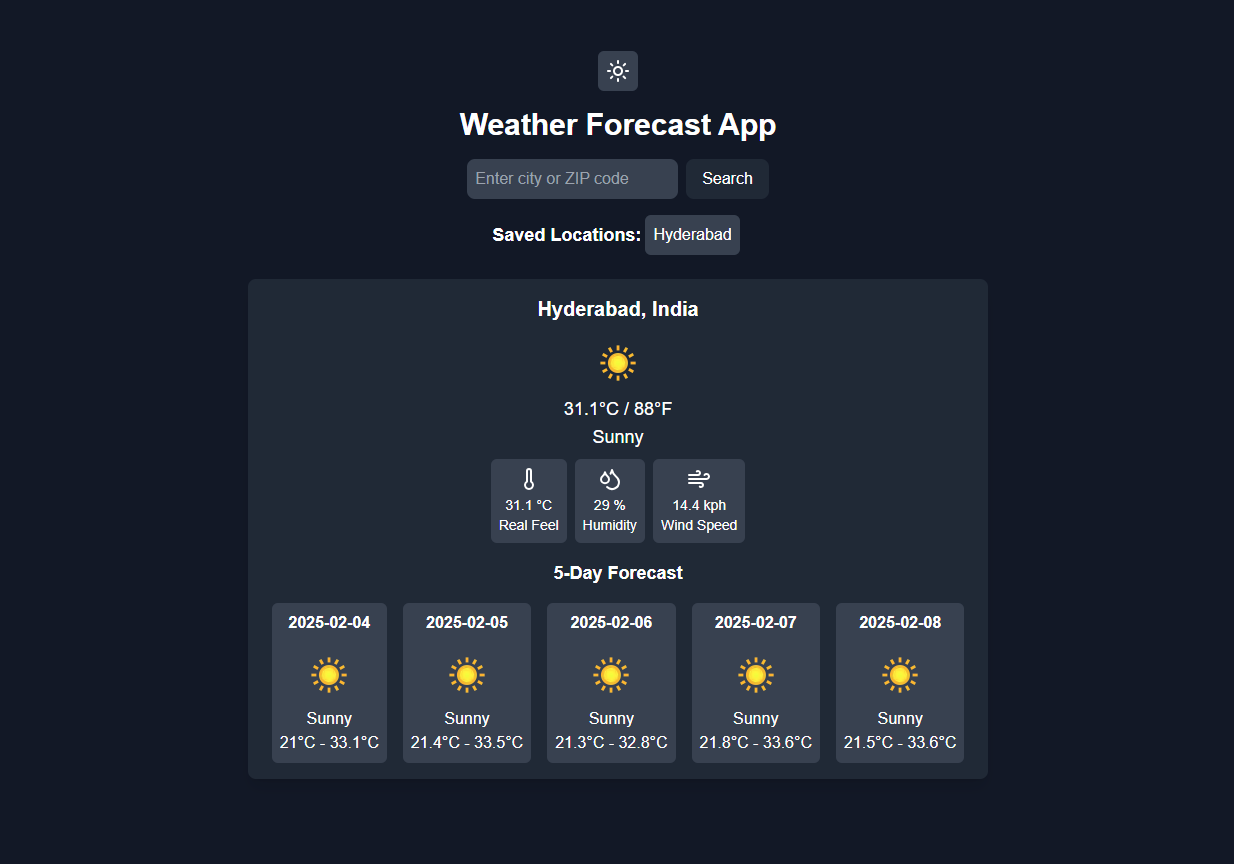 Weather Forecast App
Enter city or ZIP code Search
Saved Locations: Hyderabad
Hyderabad, India
31.1°C / 88°F
Sunny
31.1 °C
Real Feel
29 %
Humidity
14.4 kph
Wind Speed
5-Day Forecast
2025-02-04
Sunny
21°C - 33.1°C
2025-02-05
Sunny
21.4°C - 33.5°C
2025-02-06
Sunny
21.3°C - 32.8°C
2025-02-07
Sunny
21.8°C - 33.6°C
2025-02-08
Sunny
21.5°C - 33.6°C